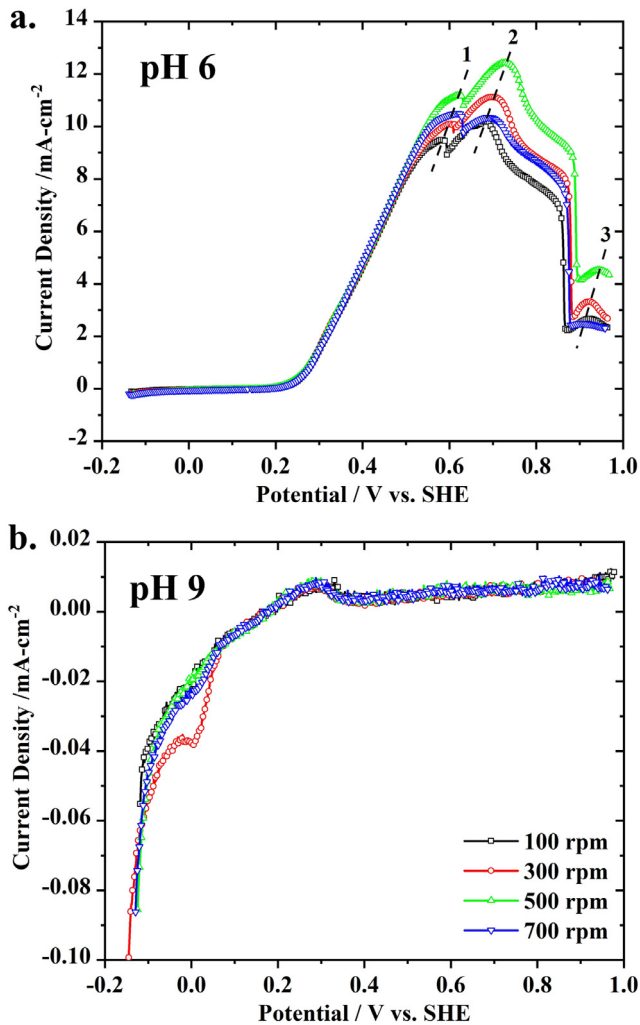 a.
pH 6
1
2
3
14
12
10
8
6
4
2
0
-2
Current Density /mA-cm-2
-0.2 0.0 0.2 0.4 0.6 0.8 1.0
Potential / V vs. SHE
b.
pH 9
0.02
0.00
-0.02
-0.04
-0.06
-0.08
-0.10
Current Density /mA-cm-2
100 rpm
300 rpm
500 rpm
700 rpm
-0.2 0.0 0.2 0.4 0.6 0.8 1.0
Potential / V vs. SHE